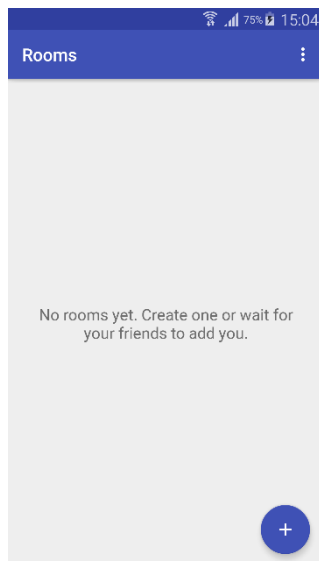 75% 15:04
Rooms
No rooms yet. Create one or wait for
your friends to add you.
+